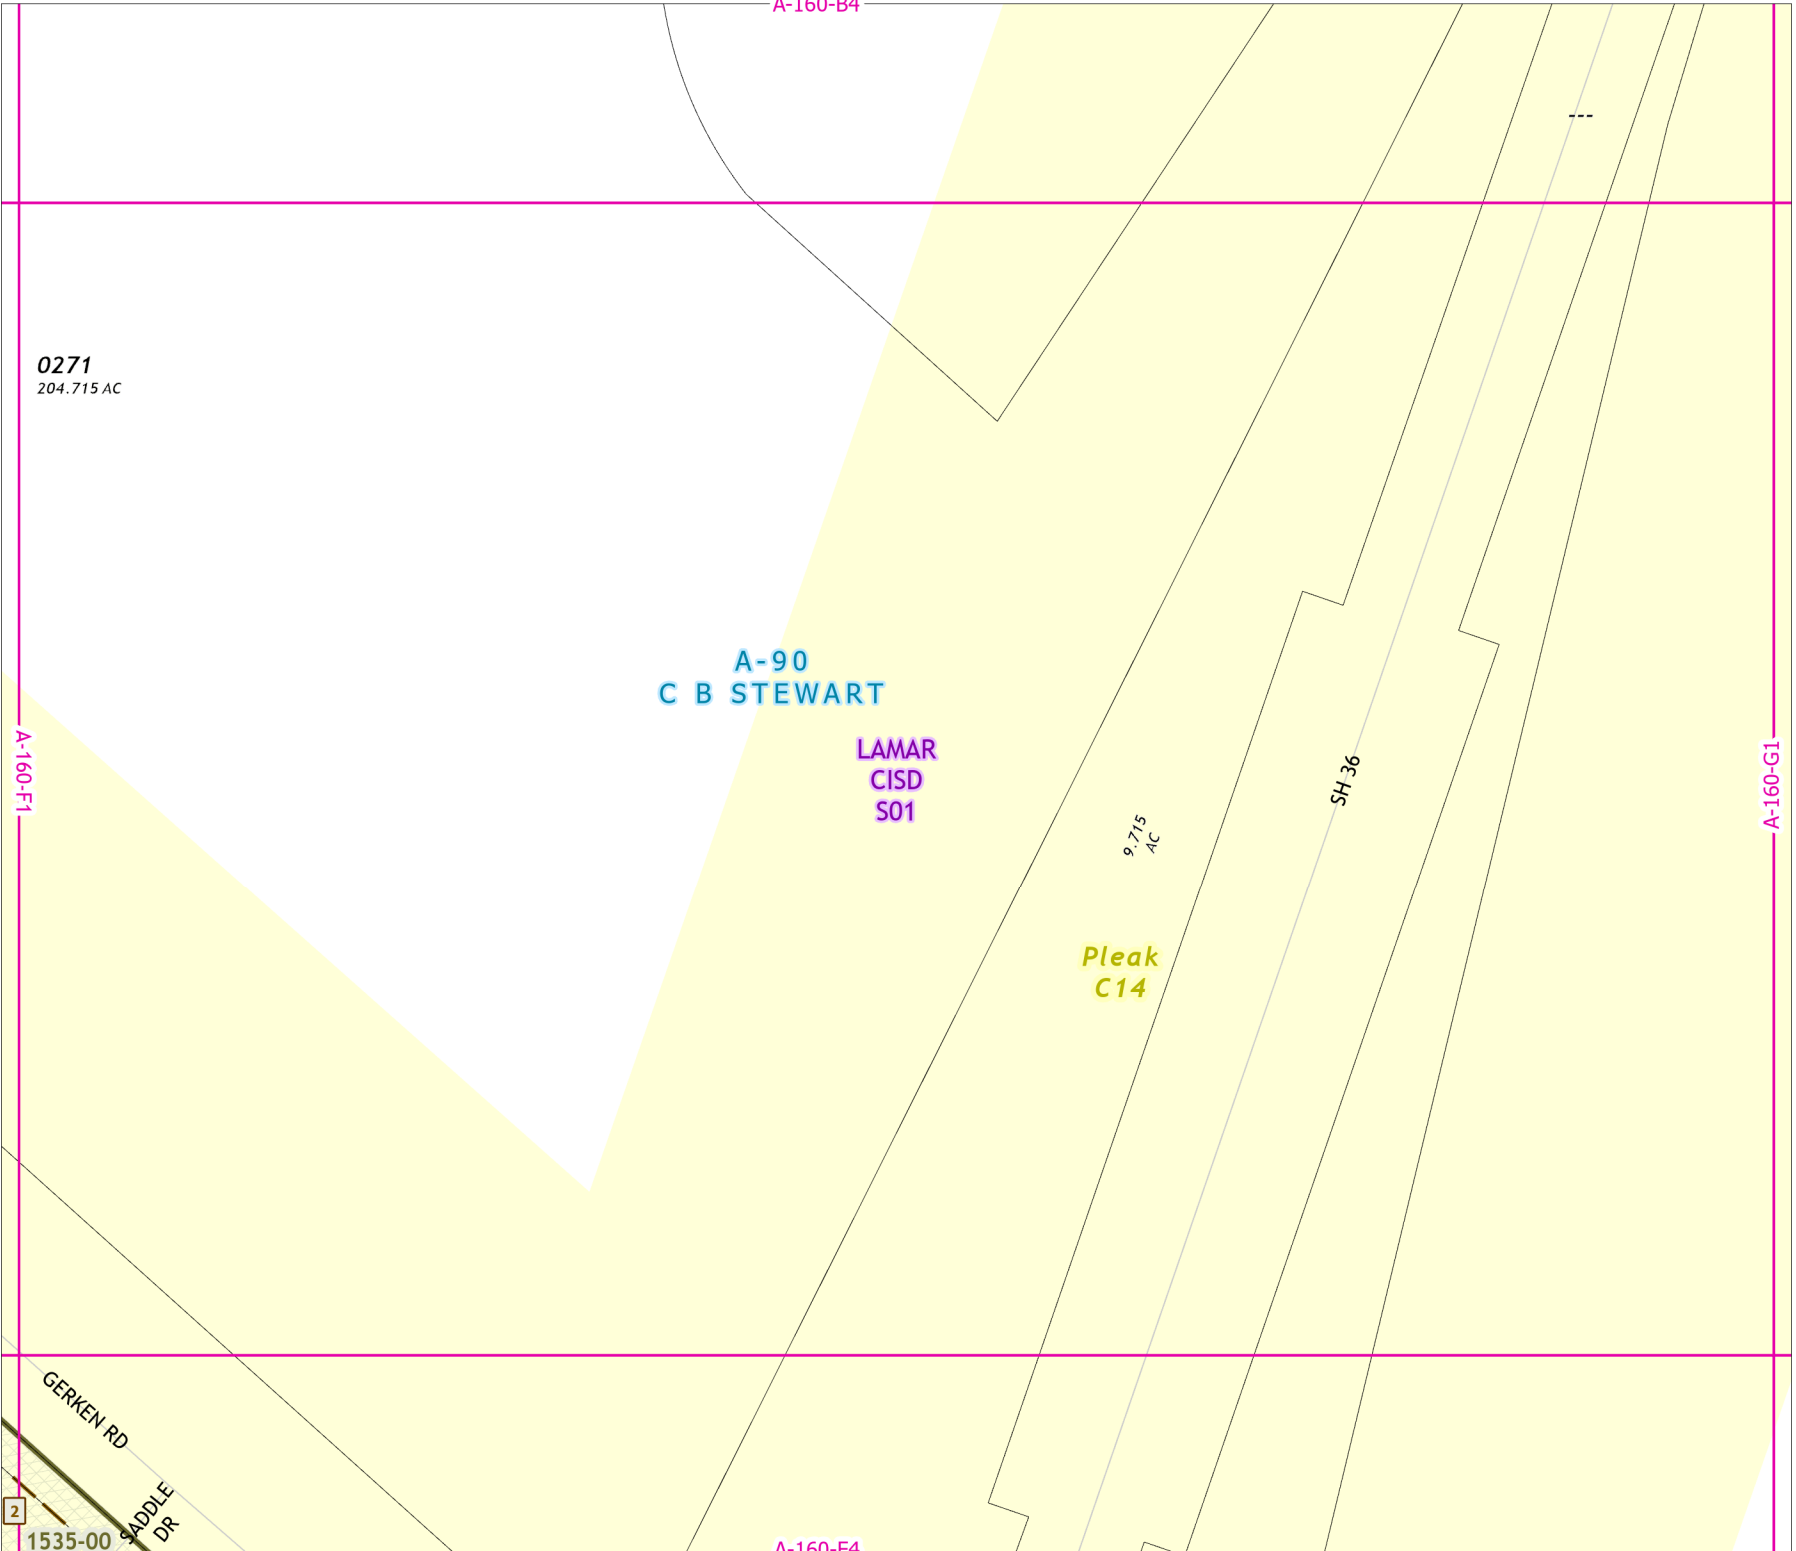 A-160-B4
---
0271
204.715 AC
A-90
C B STEWART
LAMAR
CISD
S01
A-160-F1
A-160-G1
SH 36
9.715
AC
Pleak
C14
GERKEN RD
SADDLE
DR
2
1535-00
A-160-F4